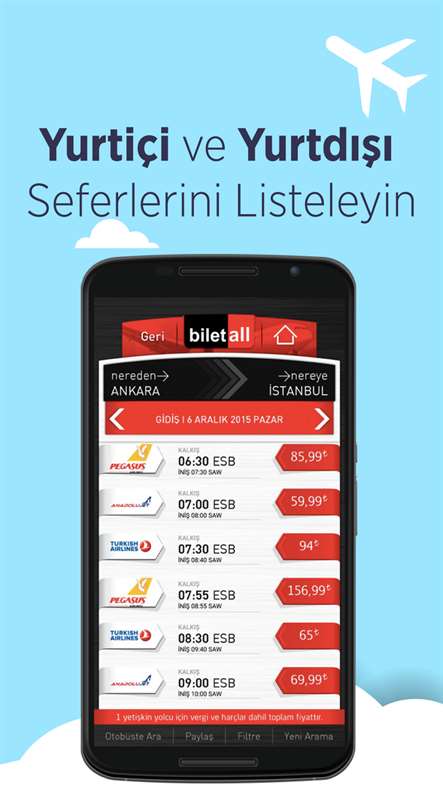 Yurtiçi ve Yurtdışı
Seferlerini Listeleyin
Geri
biletall
nereden→ →nereye
ANKARA İSTANBUL
GİDİŞ | 6 ARALIK 2015 PAZAR
PEGASUS
KALKIŞ
06:30 ESB
İNİŞ 07:30 SAW
85,99₺
ANADOLUJET
KALKIŞ
07:00 ESB
İNİŞ 08:00 SAW
59,99₺
TURKISH
AIRLINES
KALKIŞ
07:30 ESB
İNİŞ 08:40 SAW
94₺
PEGASUS
KALKIŞ
07:55 ESB
İNİŞ 08:55 SAW
156,99₺
TURKISH
AIRLINES
KALKIŞ
08:30 ESB
İNİŞ 09:40 SAW
65₺
ANADOLUJET
KALKIŞ
09:00 ESB
İNİŞ 10:00 SAW
69,99₺
1 yetişkin yolcu için vergi ve harçlar dahil toplam fiyattır.
Otobüste Ara Paylaş Filtre Yeni Arama